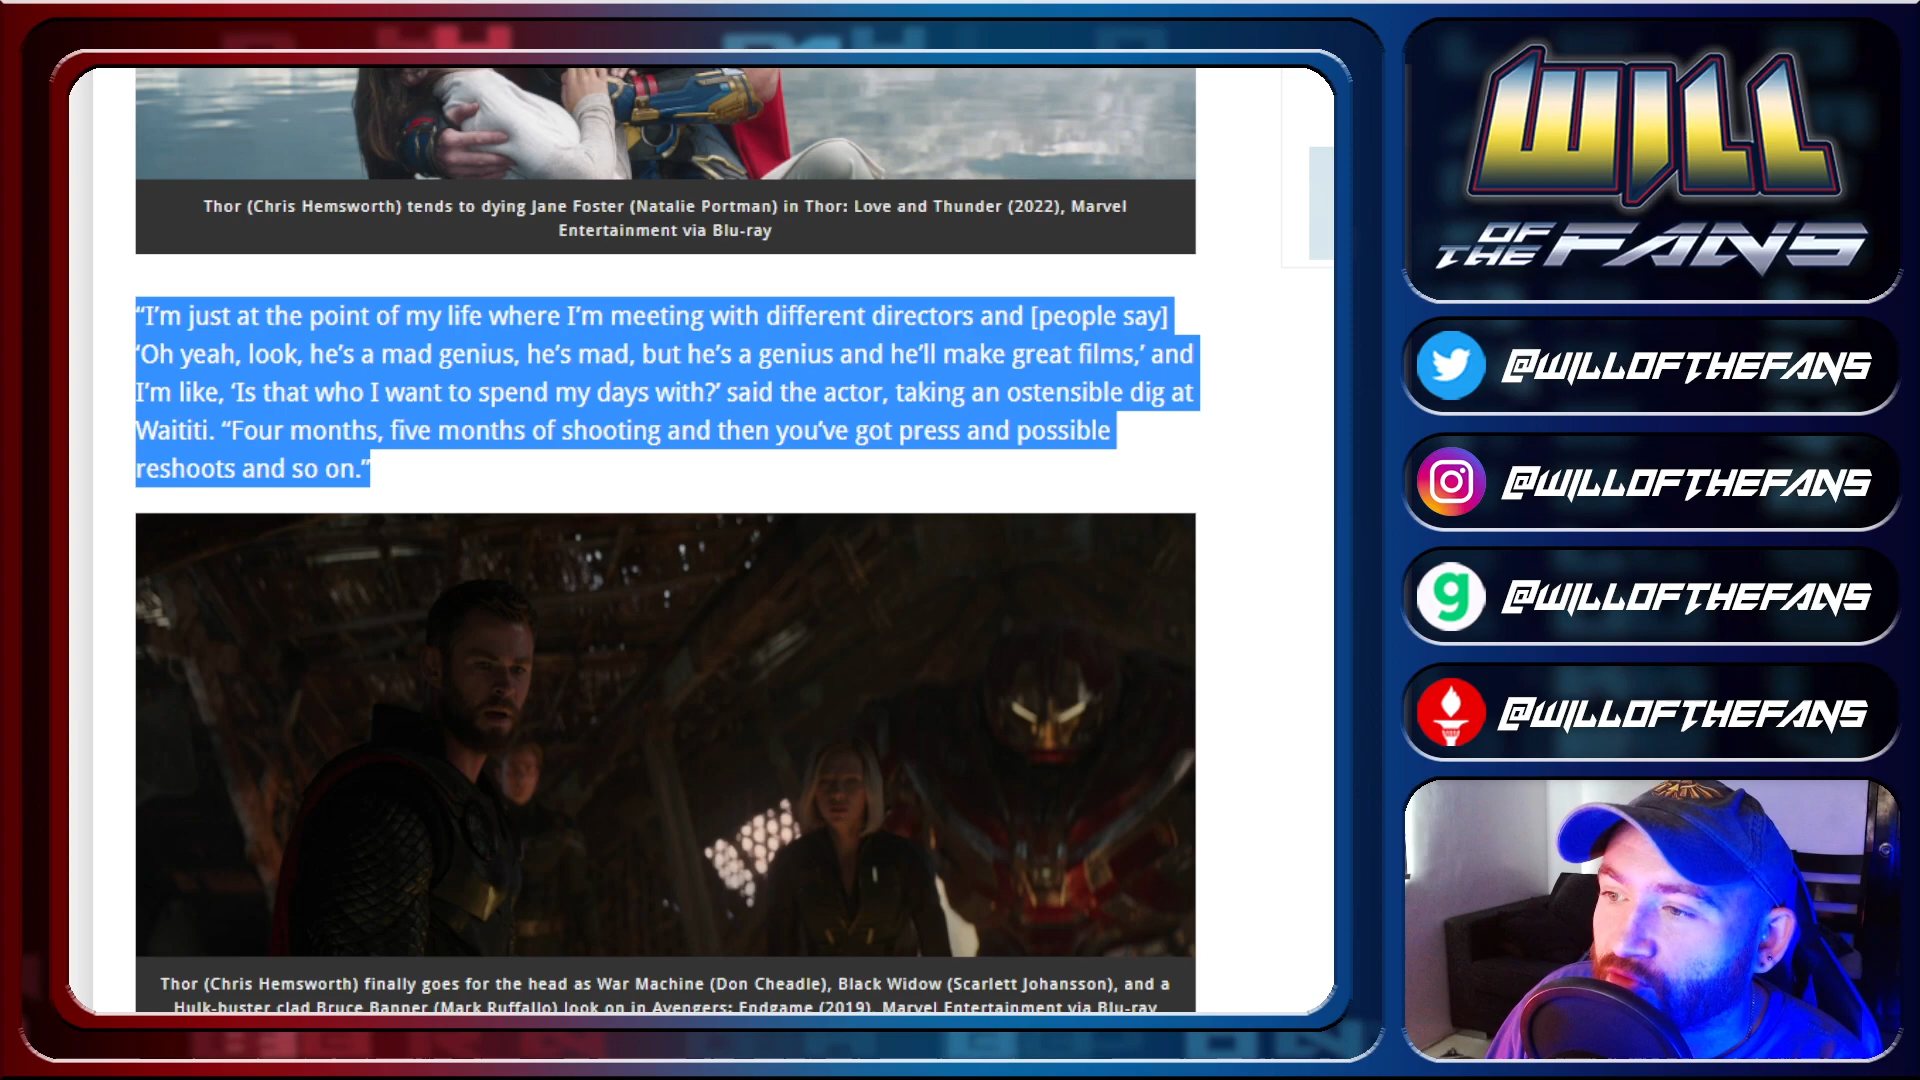 Thor (Chris Hemsworth) tends to dying Jane Foster (Natalie Portman) in Thor: Love and Thunder (2022), Marvel
Entertainment via Blu-ray
“I’m just at the point of my life where I’m meeting with different directors and [people say]
‘Oh yeah, look, he’s a mad genius, he’s mad, but he’s a genius and he’ll make great films,’ and
I’m like, ‘Is that who I want to spend my days with?’ said the actor, taking an ostensible dig at
Waititi. “Four months, five months of shooting and then you’ve got press and possible
reshoots and so on.”
Thor (Chris Hemsworth) finally goes for the head as War Machine (Don Cheadle), Black Widow (Scarlett Johansson), and a
Hulk-buster clad Bruce Banner (Mark Ruffallo) look on in Avengers: Endgame (2019), Marvel Entertainment via Blu-ray
WILL
OF THE FANS
@WILLOFTHEFANS
@WILLOFTHEFANS
g @WILLOFTHEFANS
@WILLOFTHEFANS